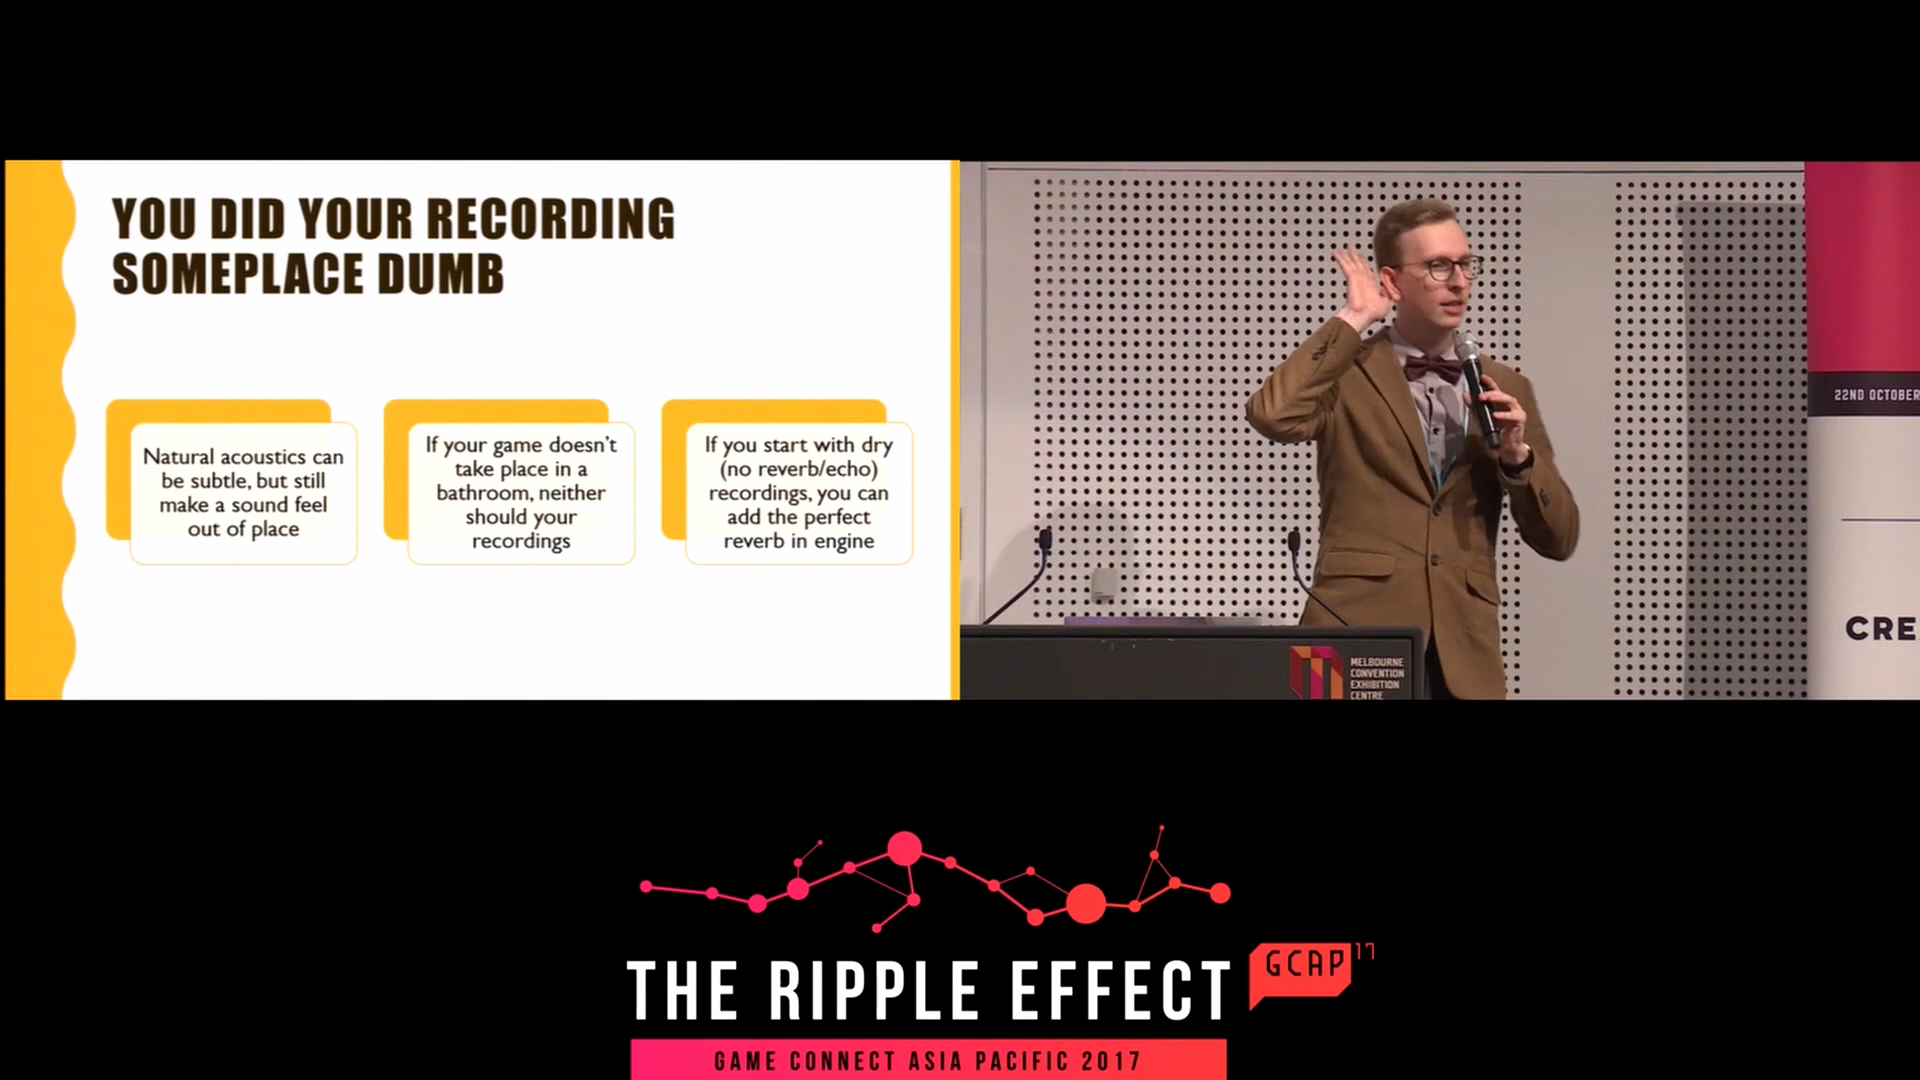 YOU DID YOUR RECORDING
SOMEPLACE DUMB
Natural acoustics can
be subtle, but still
make a sound feel
out of place
If your game doesn't
take place in a
bathroom, neither
should your
recordings
If you start with dry
(no reverb/echo)
recordings, you can
add the perfect
reverb in engine
22ND OCTOBER
CRE
MELBOURNE
CONVENTION
EXHIBITION
CENTRE
THE RIPPLE EFFECT
GCAP 17
GAME CONNECT ASIA PACIFIC 2017